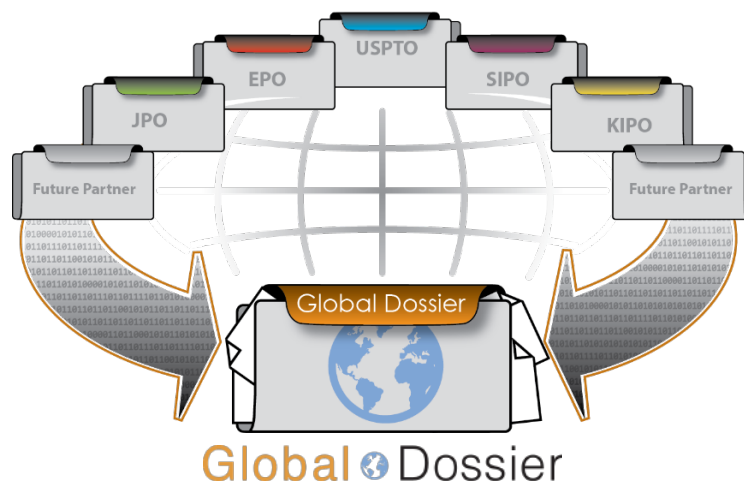 USPTO
EPO
SIPO
JPO
KIPO
Future Partner
Future Partner
Global Dossier
Global Dossier